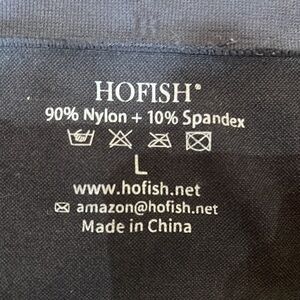 HOFISH®
90% Nylon + 10% Spandex
L
www.hofish.net
amazon@hofish.net
Made in China